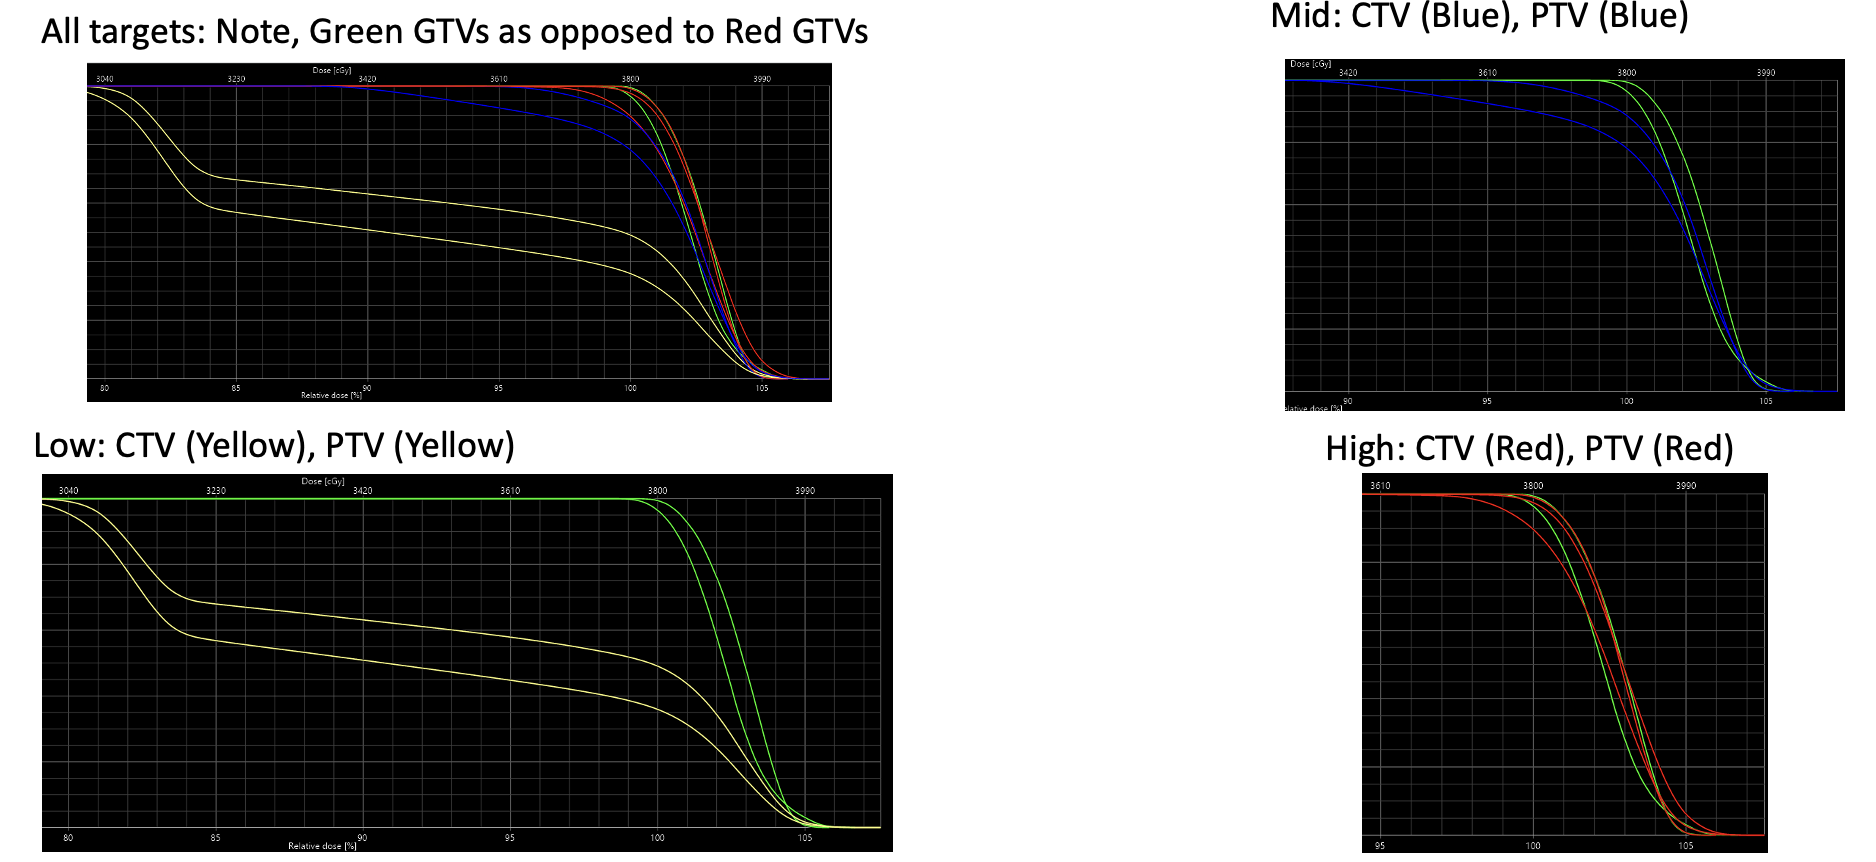 All targets: Note, Green GTVs as opposed to Red GTVs
Dose [cGy]
3040 3230 3420 3610 3800 3990
80 85 90 95 100 105
Relative dose [%]
Mid: CTV (Blue), PTV (Blue)
Dose [cGy]
3420 3610 3800 3990
90 95 100 105
elative dose [%]
Low: CTV (Yellow), PTV (Yellow)
Dose [cGy]
3040 3230 3420 3610 3800 3990
80 85 90 95 100 105
Relative dose [%]
High: CTV (Red), PTV (Red)
3610 3800 3990
95 100 105